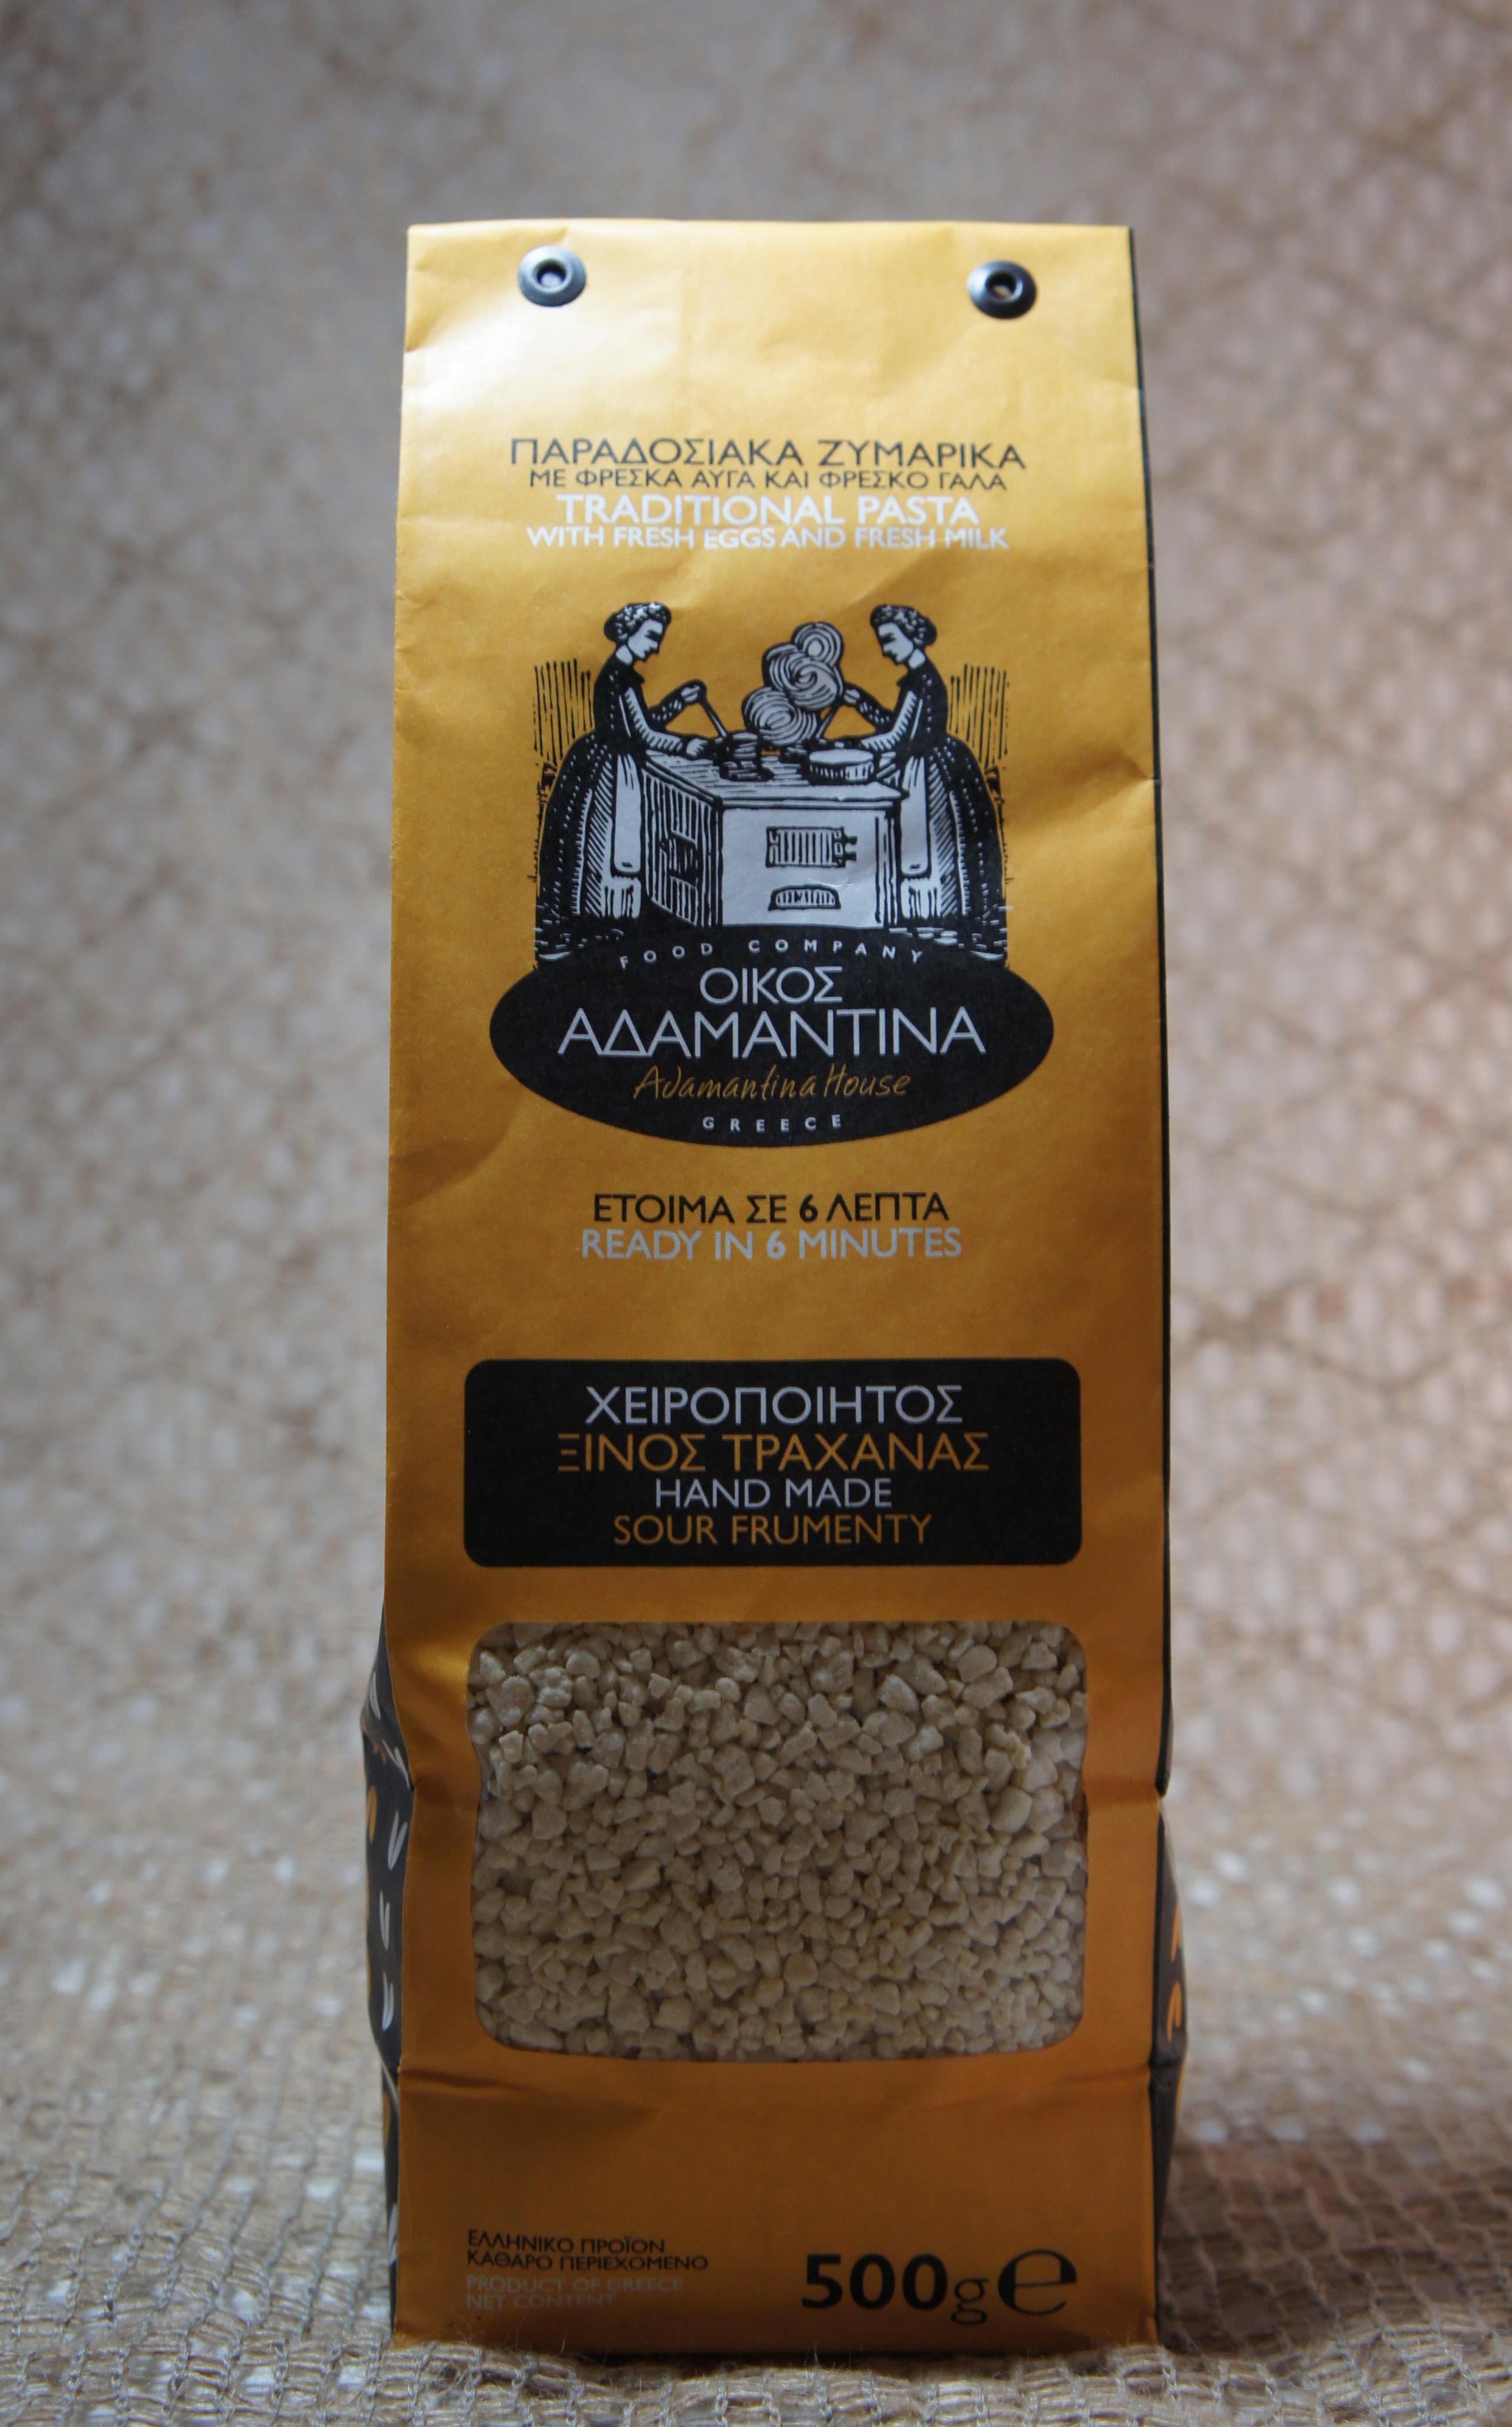 ΠΑΡΑΔΟΣΙΑΚΑ ΖΥΜΑΡΙΚΑ
ΜΕ ΦΡΕΣΚΑ ΑΥΓΑ ΚΑΙ ΦΡΕΣΚΟ ΓΑΛΑ
TRADITIONAL PASTA
WITH FRESH EGGS AND FRESH MILK
FOOD COMPANY
ΟΙΚΟΣ
ΑΔΑΜΑΝΤΙΝΑ
Adamantina House
GREECE
ΕΤΟΙΜΑ ΣΕ 6 ΛΕΠΤΑ
READY IN 6 MINUTES
ΧΕΙΡΟΠΟΙΗΤΟΣ
ΞΙΝΟΣ ΤΡΑΧΑΝΑΣ
HAND MADE
SOUR FRUMENTY
ΕΛΛΗΝΙΚΟ ΠΡΟΪΟΝ
ΚΑΘΑΡΟ ΠΕΡΙΕΧΟΜΕΝΟ
PRODUCT OF GREECE
NET CONTENT
500g ℮